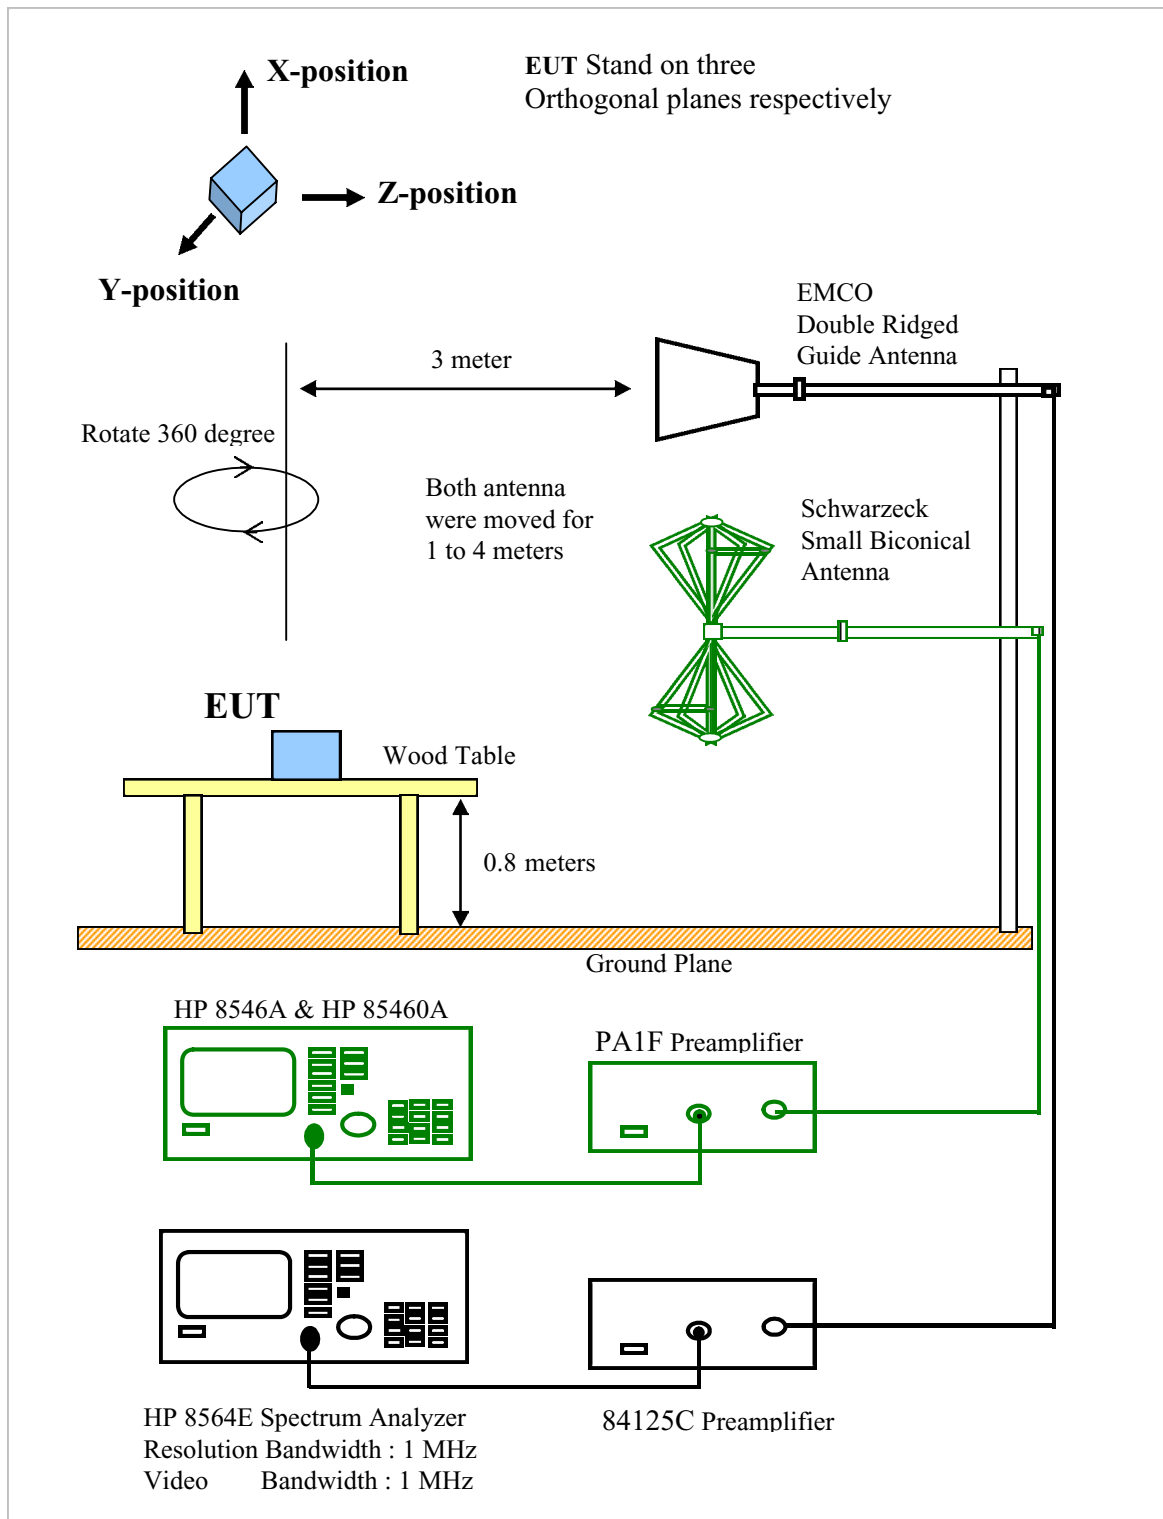 X-position
EUT Stand on three
Orthogonal planes respectively
Z-position
Y-position
EMCO
Double Ridged
Guide Antenna
3 meter
Rotate 360 degree
Both antenna
were moved for
1 to 4 meters
Schwarzeck
Small Biconical
Antenna
EUT
Wood Table
0.8 meters
Ground Plane
HP 8546A & HP 85460A
PA1F Preamplifier
HP 8564E Spectrum Analyzer
Resolution Bandwidth : 1 MHz
Video Bandwidth : 1 MHz
84125C Preamplifier